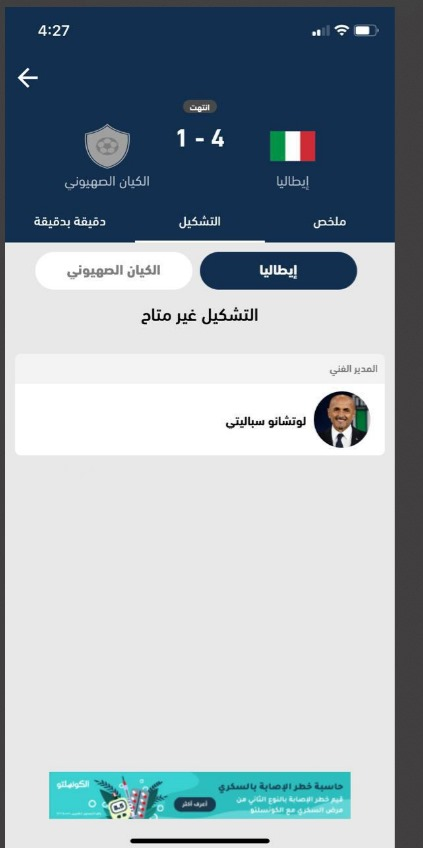 4:27
انتهت
1 - 4
إيطاليا
الكيان الصهيوني
ملخص
التشكيل
دقيقة بدقيقة
إيطاليا
الكيان الصهيوني
التشكيل غير متاح
المدير الفني
لوتشانو سباليتي
حاسبة خطر الإصابة بالسكري
قيم خطر الإصابة بالنوع الثاني من
مرض السكري مع الكونسلتو
أعرف أكثر
الكونسلتو